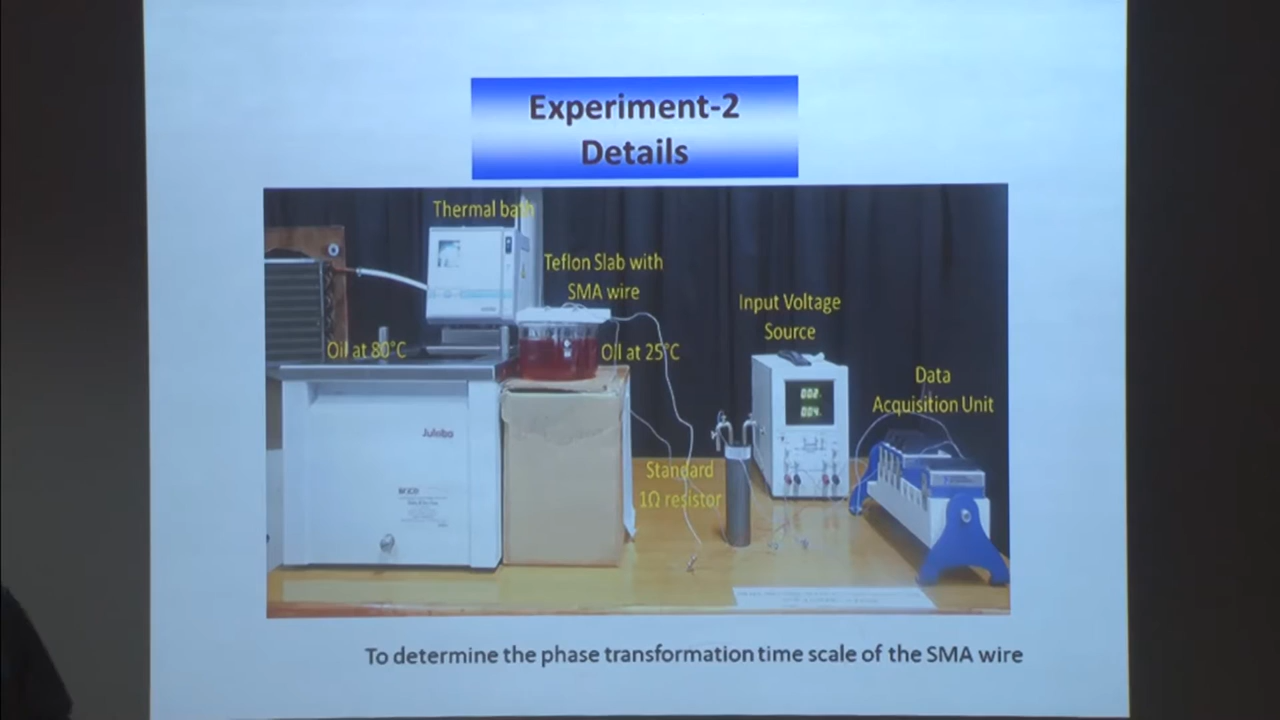 Experiment-2
Details
Thermal bath
Teflon Slab with
SMA wire
Input Voltage
Source
Oil at 80°C
Oil at 25°C
Data
Acquisition Unit
Julabo
Standard
1Ω resistor
To determine the phase transformation time scale of the SMA wire